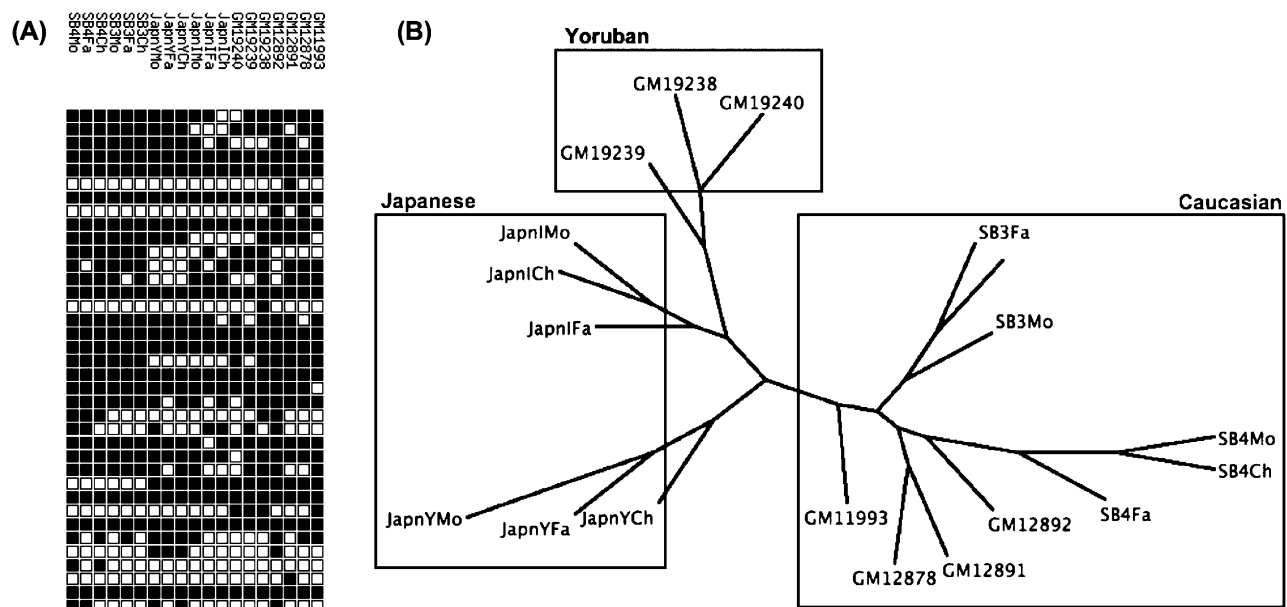 (A)
SB4Mo
SB4Fa
SB4Ch
SB3Mo
SB3Fa
SB3Ch
JapnYMo
JapnYFa
JapnYCh
JapnIMo
JapnIFa
JapnICh
GM19240
GM19239
GM19238
GM12892
GM12891
GM12878
GM11993
(B)
Yoruban
GM19238
GM19240
GM19239
Japanese
Caucasian
JapnIMo
JapnICh
JapnIFa
SB3Fa
SB3Mo
JapnYMo
JapnYFa
JapnYCh
GM11993
GM12878
GM12891
GM12892
SB4Fa
SB4Mo
SB4Ch